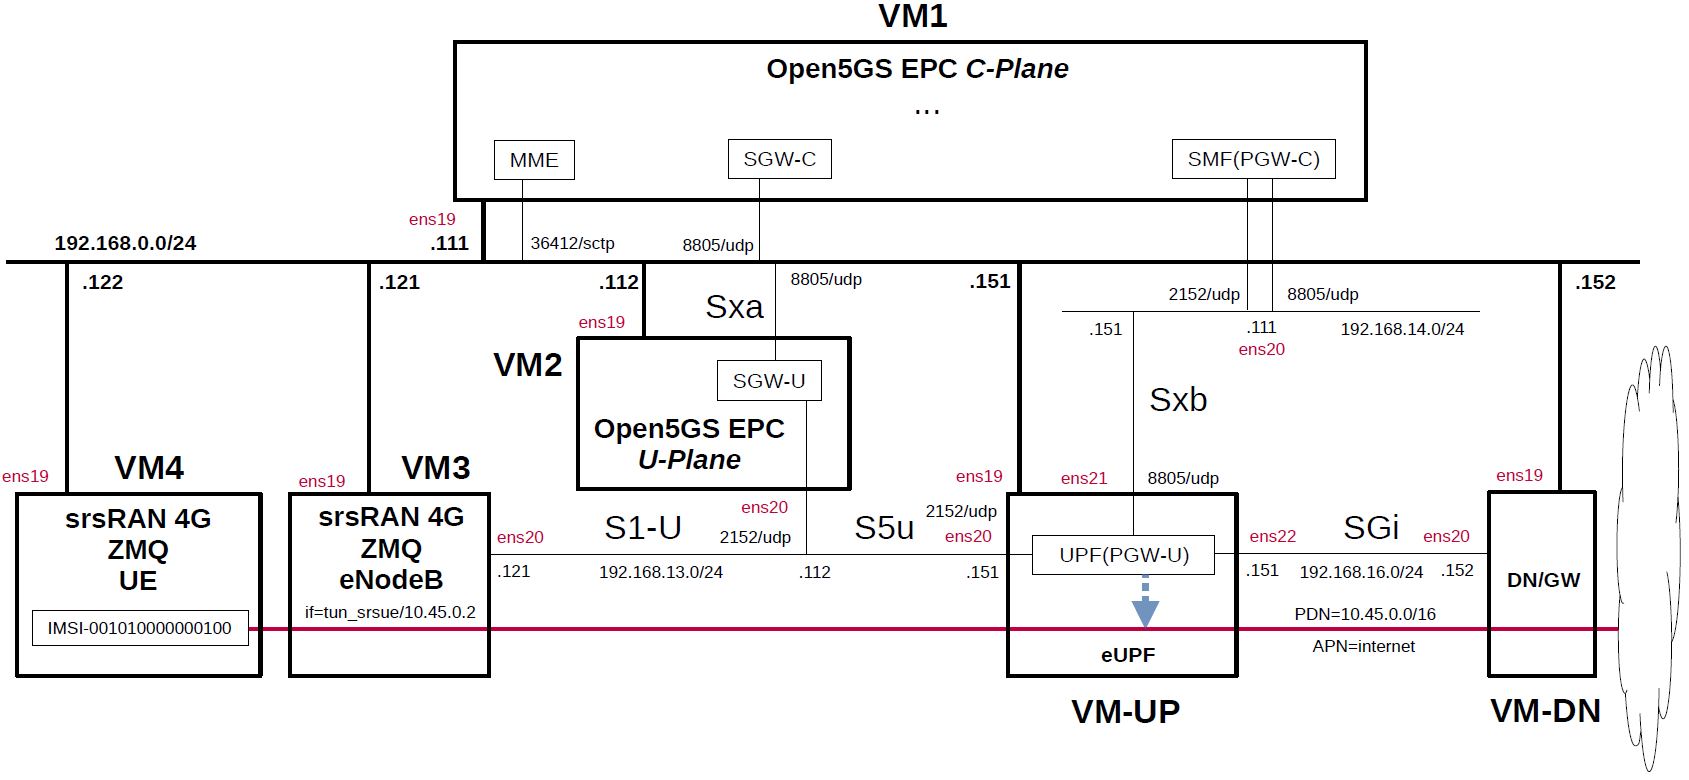 VM1
Open5GS EPC C-Plane
...
MME
SGW-C
SMF(PGW-C)
ens19
192.168.0.0/24
.111
36412/sctp
8805/udp
.122
.121
.112
8805/udp
.151
.152
Sxa
2152/udp
8805/udp
ens19
.151
.111
192.168.14.0/24
ens20
VM2
SGW-U
Sxb
Open5GS EPC
U-Plane
VM4
VM3
ens19
ens19
ens19
ens21
8805/udp
ens19
srsRAN 4G
ZMQ
UE
srsRAN 4G
ZMQ
eNodeB
if=tun_srsue/10.45.0.2
IMSI-001010000000100
ens20
S1-U
ens20
2152/udp
S5u
2152/udp
ens20
.121
192.168.13.0/24
.112
.151
UPF(PGW-U)
ens22
SGi
ens20
.151
192.168.16.0/24
.152
DN/GW
PDN=10.45.0.0/16
APN=internet
eUPF
VM-UP
VM-DN